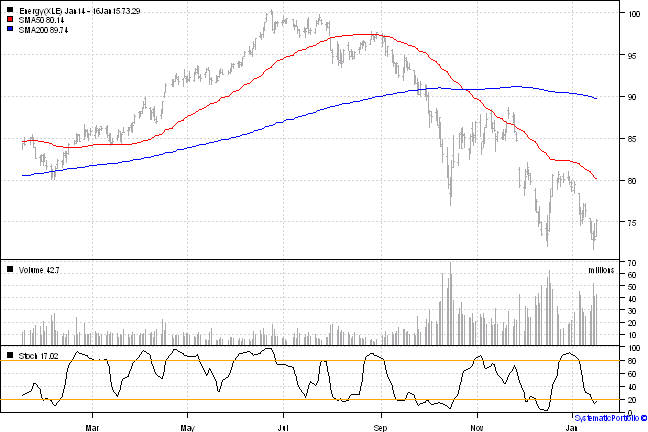 Energy(XLE) Jan14 - 16Jan15 73.29
SMA50 80.14
SMA200 89.74
100
95
90
85
80
75
Volume 42.7
millions
70
60
50
40
30
20
10
Stoch 17.02
100
80
60
40
20
0
Mar May Jul Sep Nov Jan
SystematicPortfolio ©